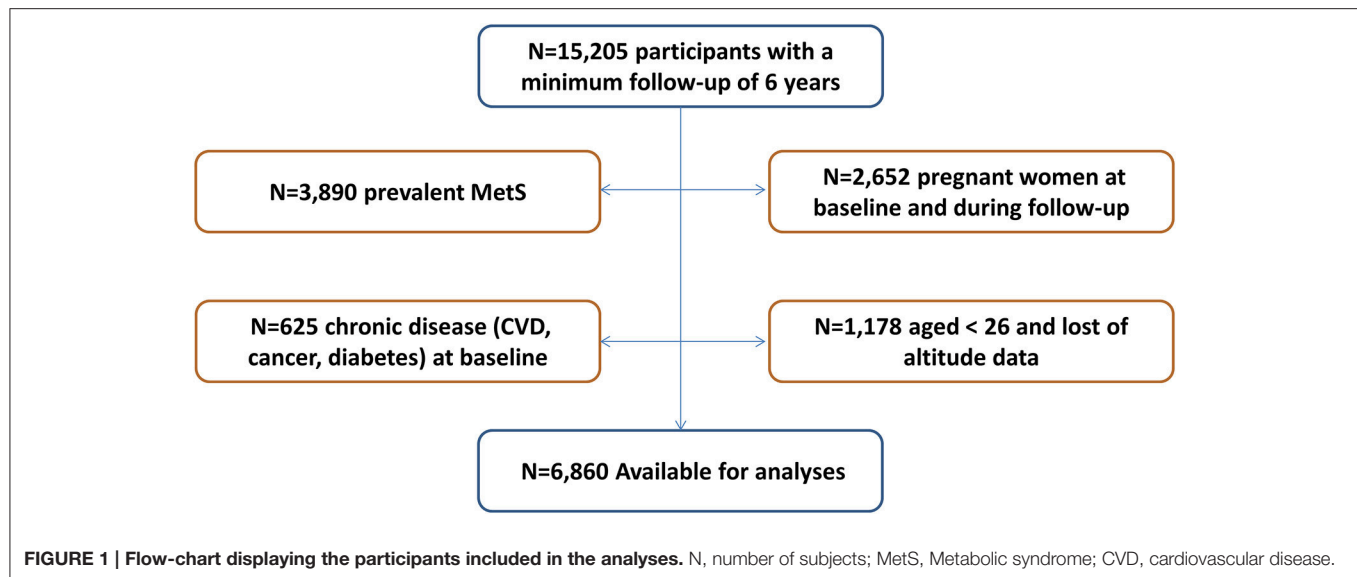 N=15,205 participants with a
minimum follow-up of 6 years
N=3,890 prevalent MetS
N=2,652 pregnant women at
baseline and during follow-up
N=625 chronic disease (CVD,
cancer, diabetes) at baseline
N=1,178 aged < 26 and lost of
altitude data
N=6,860 Available for analyses
FIGURE 1 | Flow-chart displaying the participants included in the analyses. N, number of subjects; MetS, Metabolic syndrome; CVD, cardiovascular disease.